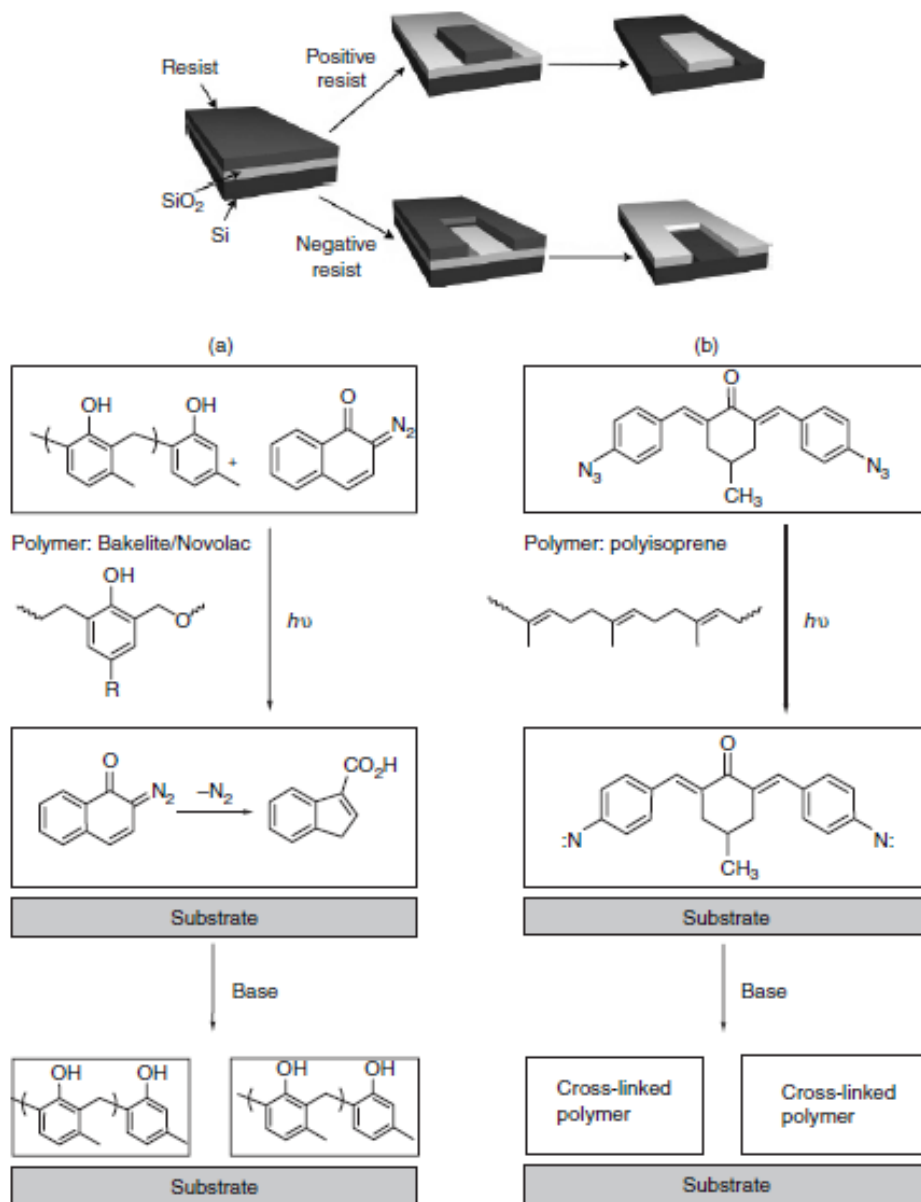 Resist
Positive
resist
SiO2
Si
Negative
resist
(a)
(b)
OH
OH
+
O
N2
O
N3
N3
CH3
Polymer: Bakelite/Novolac
OH
O
R
hυ
Polymer: polyisoprene
hυ
O
N2
–N2
CO2H
O
:N
N:
CH3
Substrate
Substrate
Base
Base
OH
OH
OH
OH
Cross-linked
polymer
Cross-linked
polymer
Substrate
Substrate